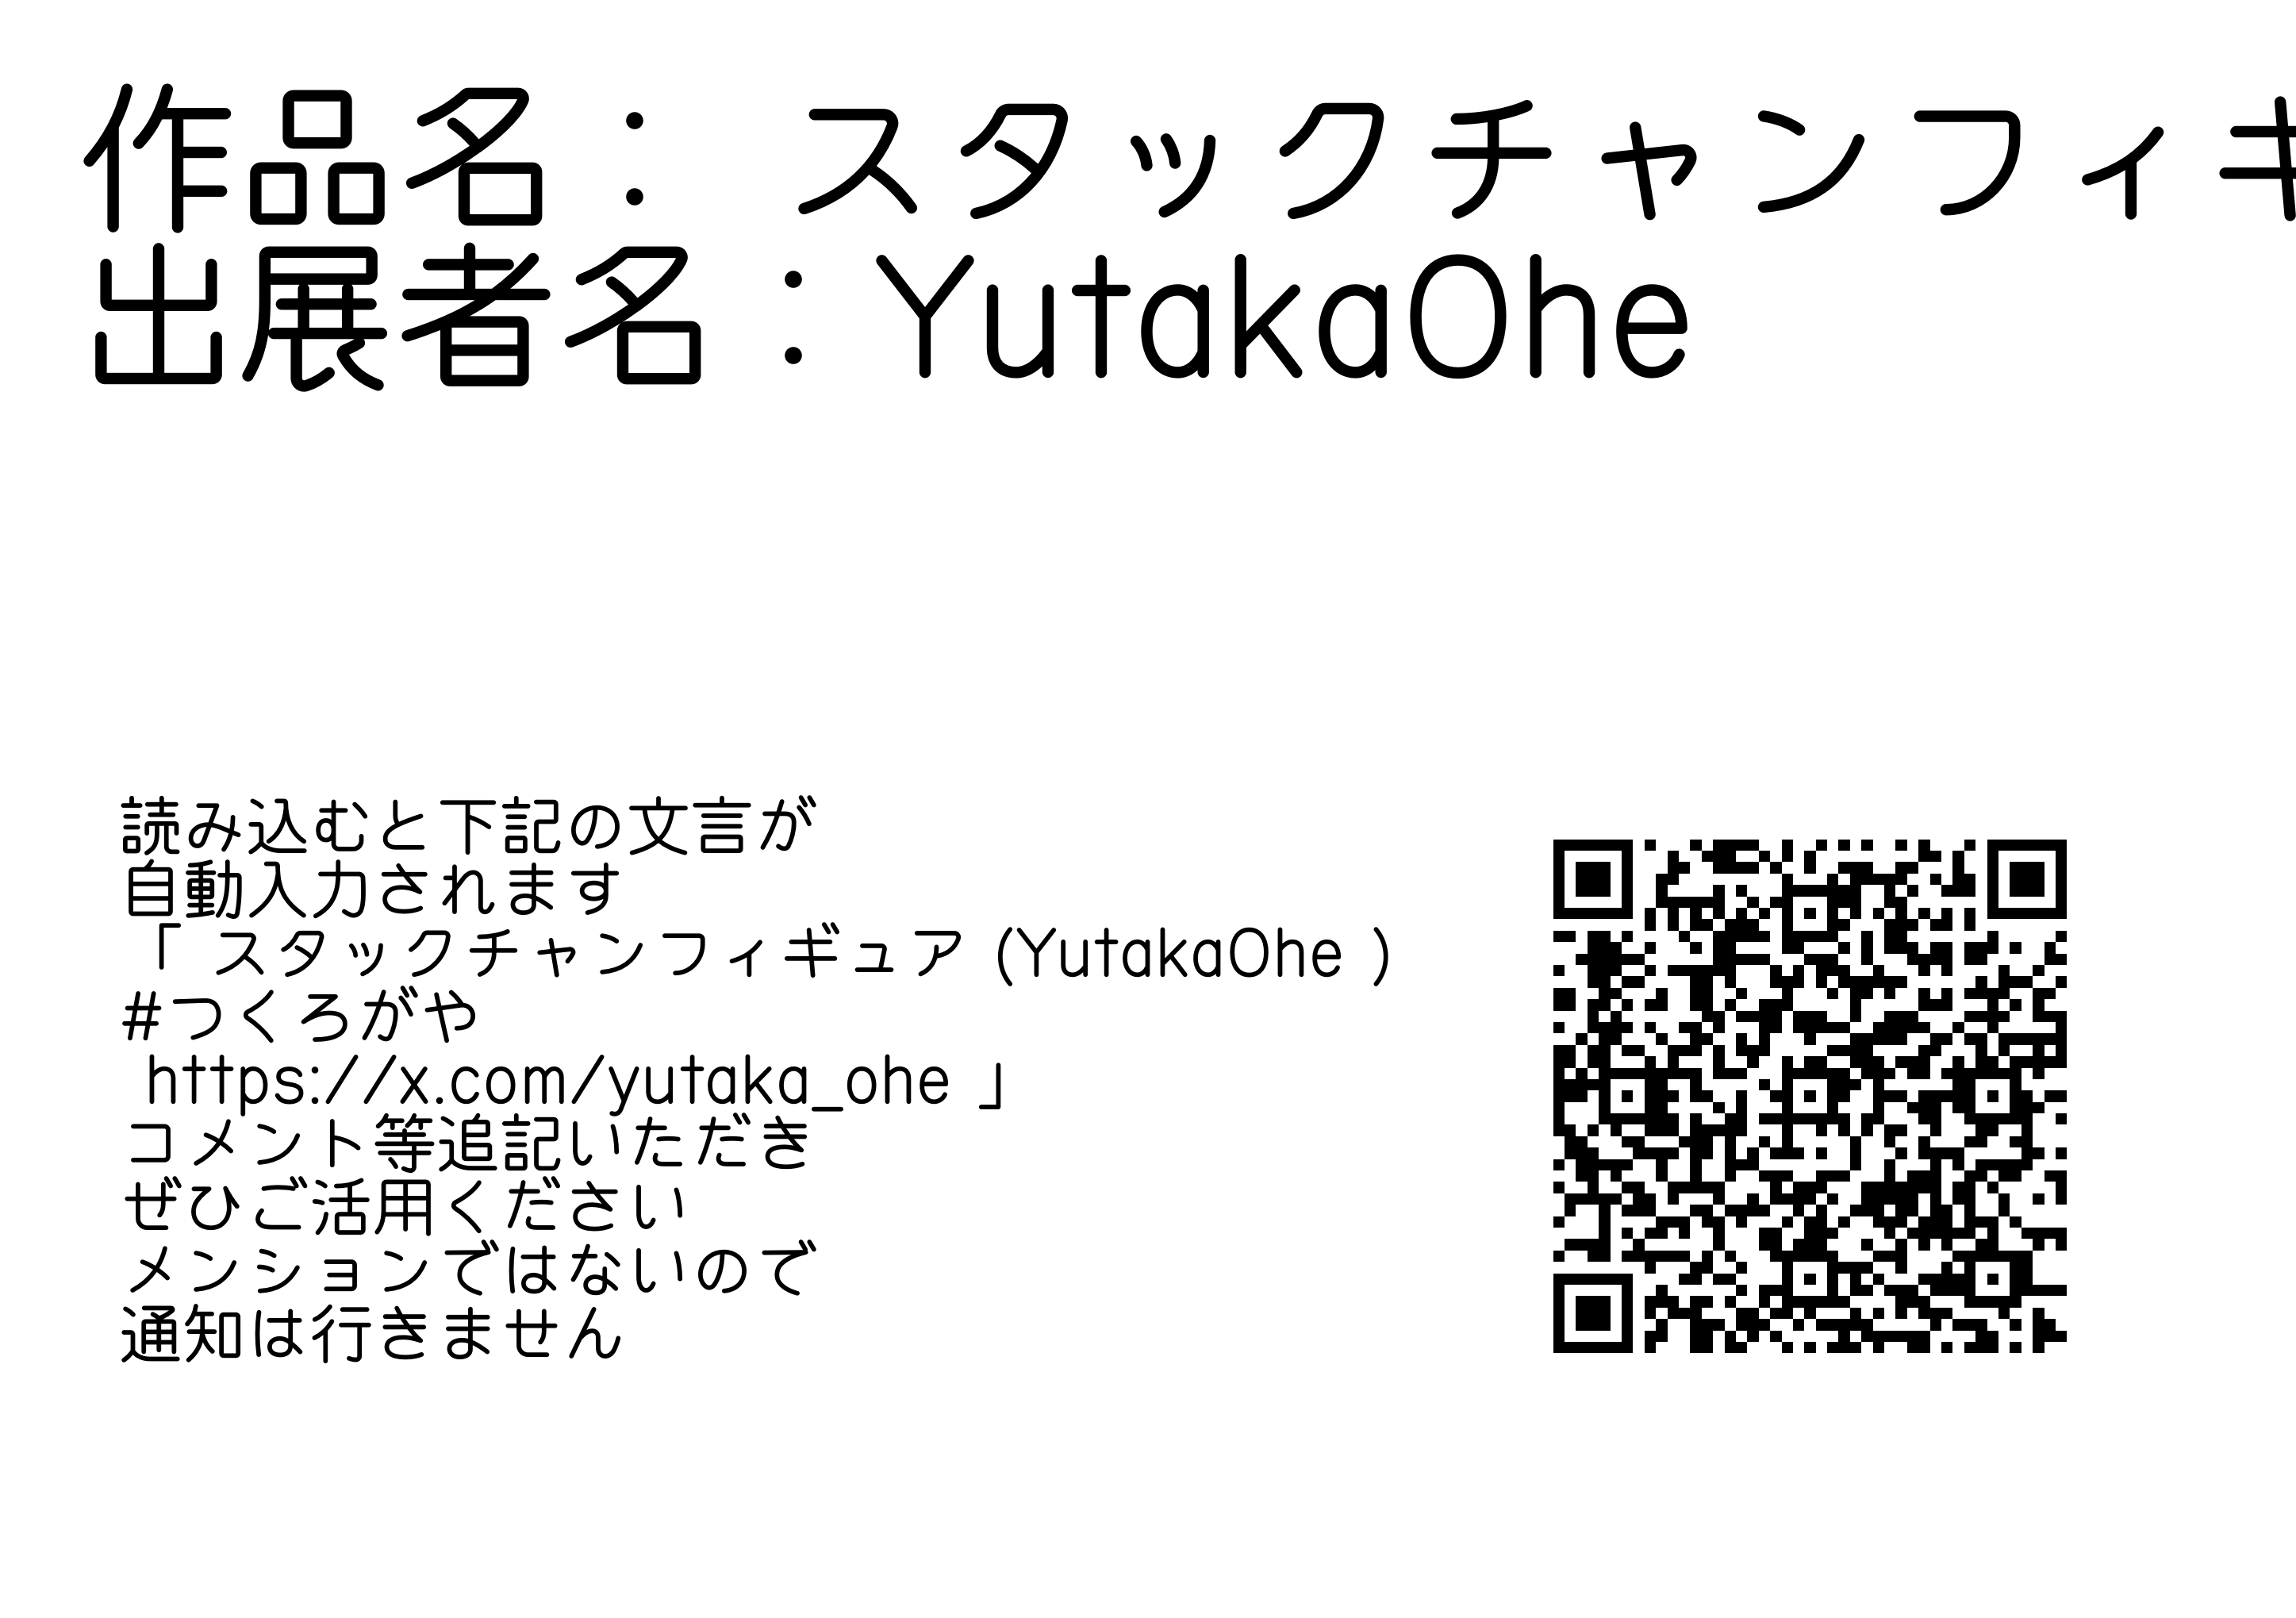 作品名：スタックチャンフィギ
出展者名：YutakaOhe
読み込むと下記の文言が
自動入力されます
「スタックチャンフィギュア(YutakaOhe )
#つくろがや
https://x.com/yutaka_ohe 」
コメント等追記いただき
ぜひご活用ください
メンションではないので
通知は行きません